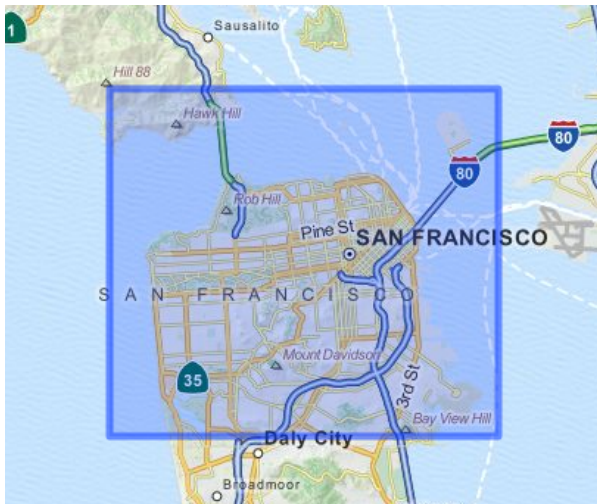 1
Sausalito
Hill 88
Hawk Hill
80
80
Rob Hill
Pine St
SAN FRANCISCO
SAN FRANCISCO
Mount Davidson
35
3rd St
Bay View Hill
Daly City
Broadmoor